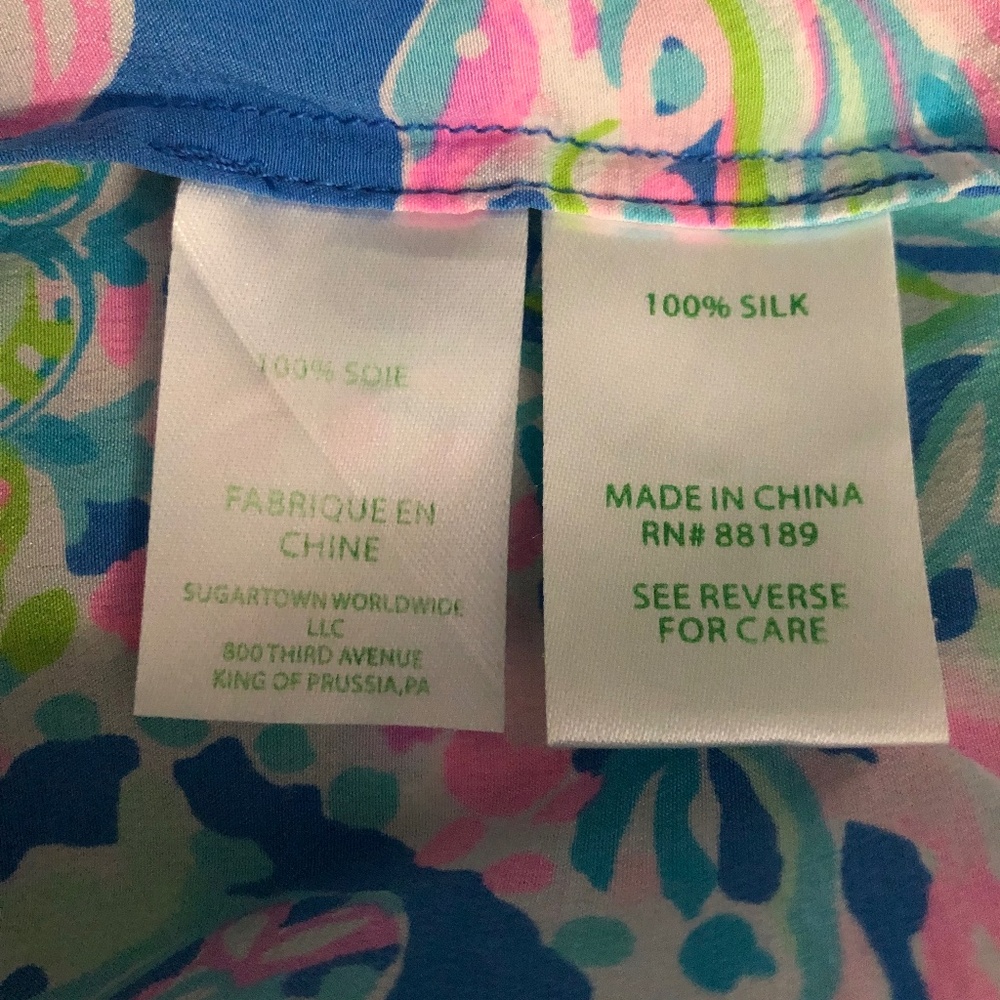 100% SOIE
FABRIQUE EN
CHINE
SUGARTOWN WORLDWIDE
LLC
800 THIRD AVENUE
KING OF PRUSSIA,PA
100% SILK
MADE IN CHINA
RN# 88189
SEE REVERSE
FOR CARE